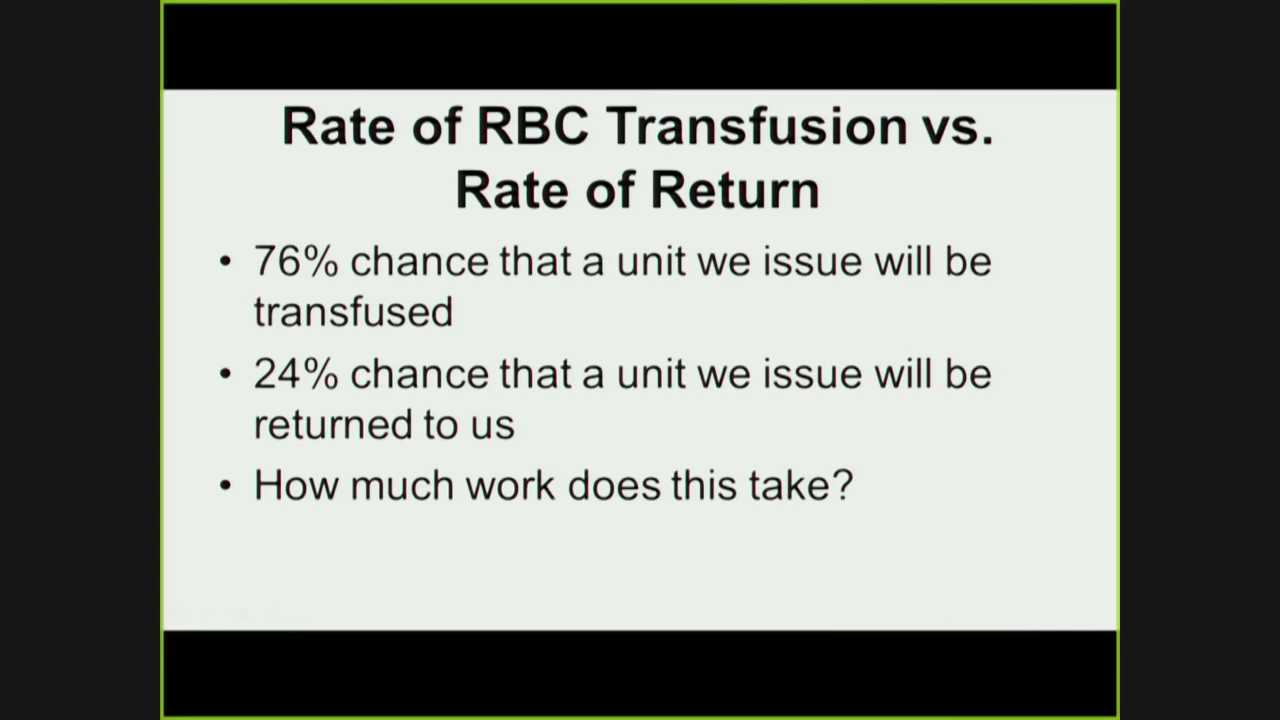 Rate of RBC Transfusion vs.
Rate of Return
• 76% chance that a unit we issue will be
transfused
• 24% chance that a unit we issue will be
returned to us
• How much work does this take?